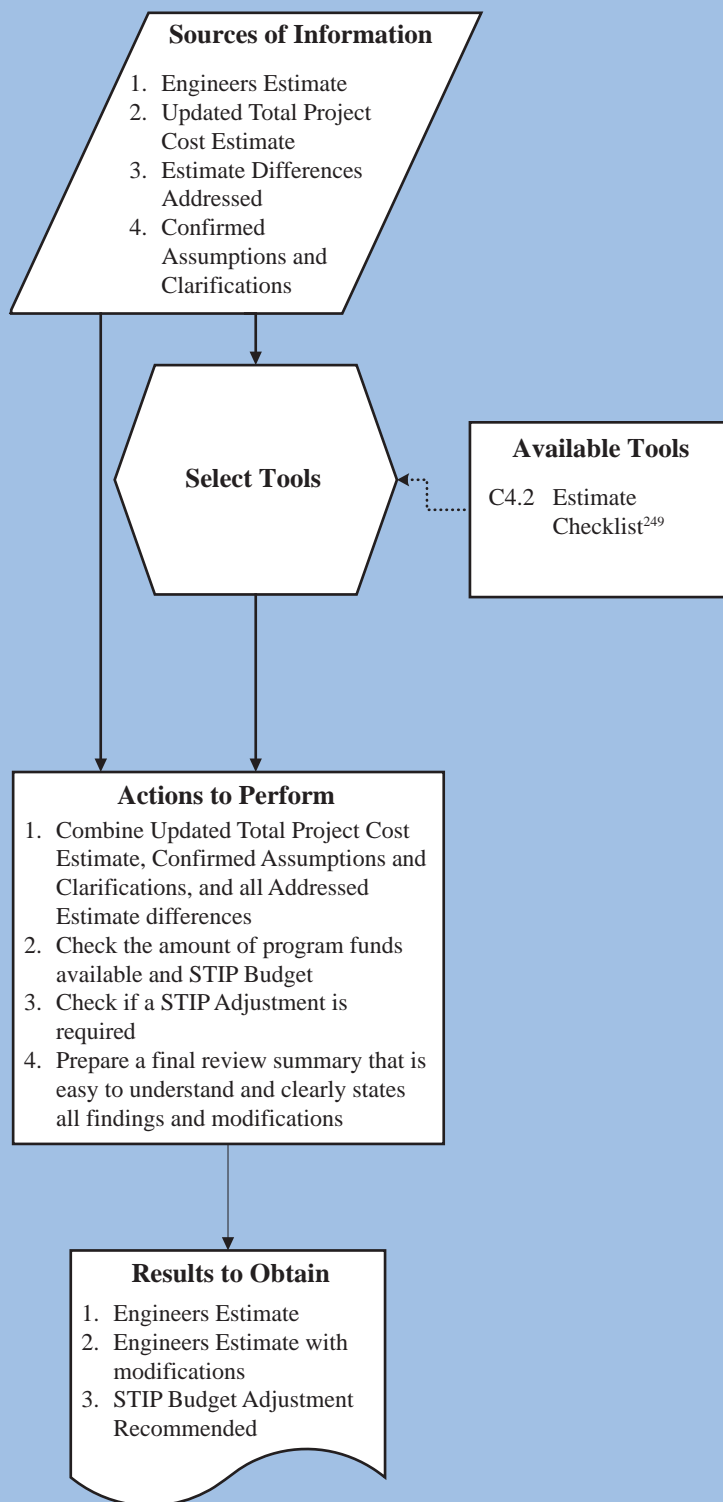 Sources of Information
1. Engineers Estimate
2. Updated Total Project
Cost Estimate
3. Estimate Differences
Addressed
4. Confirmed
Assumptions and
Clarifications
Select Tools
Available Tools
C4.2 Estimate
Checklist249
Actions to Perform
1. Combine Updated Total Project Cost
Estimate, Confirmed Assumptions and
Clarifications, and all Addressed
Estimate differences
2. Check the amount of program funds
available and STIP Budget
3. Check if a STIP Adjustment is
required
4. Prepare a final review summary that is
easy to understand and clearly states
all findings and modifications
Results to Obtain
1. Engineers Estimate
2. Engineers Estimate with
modifications
3. STIP Budget Adjustment
Recommended